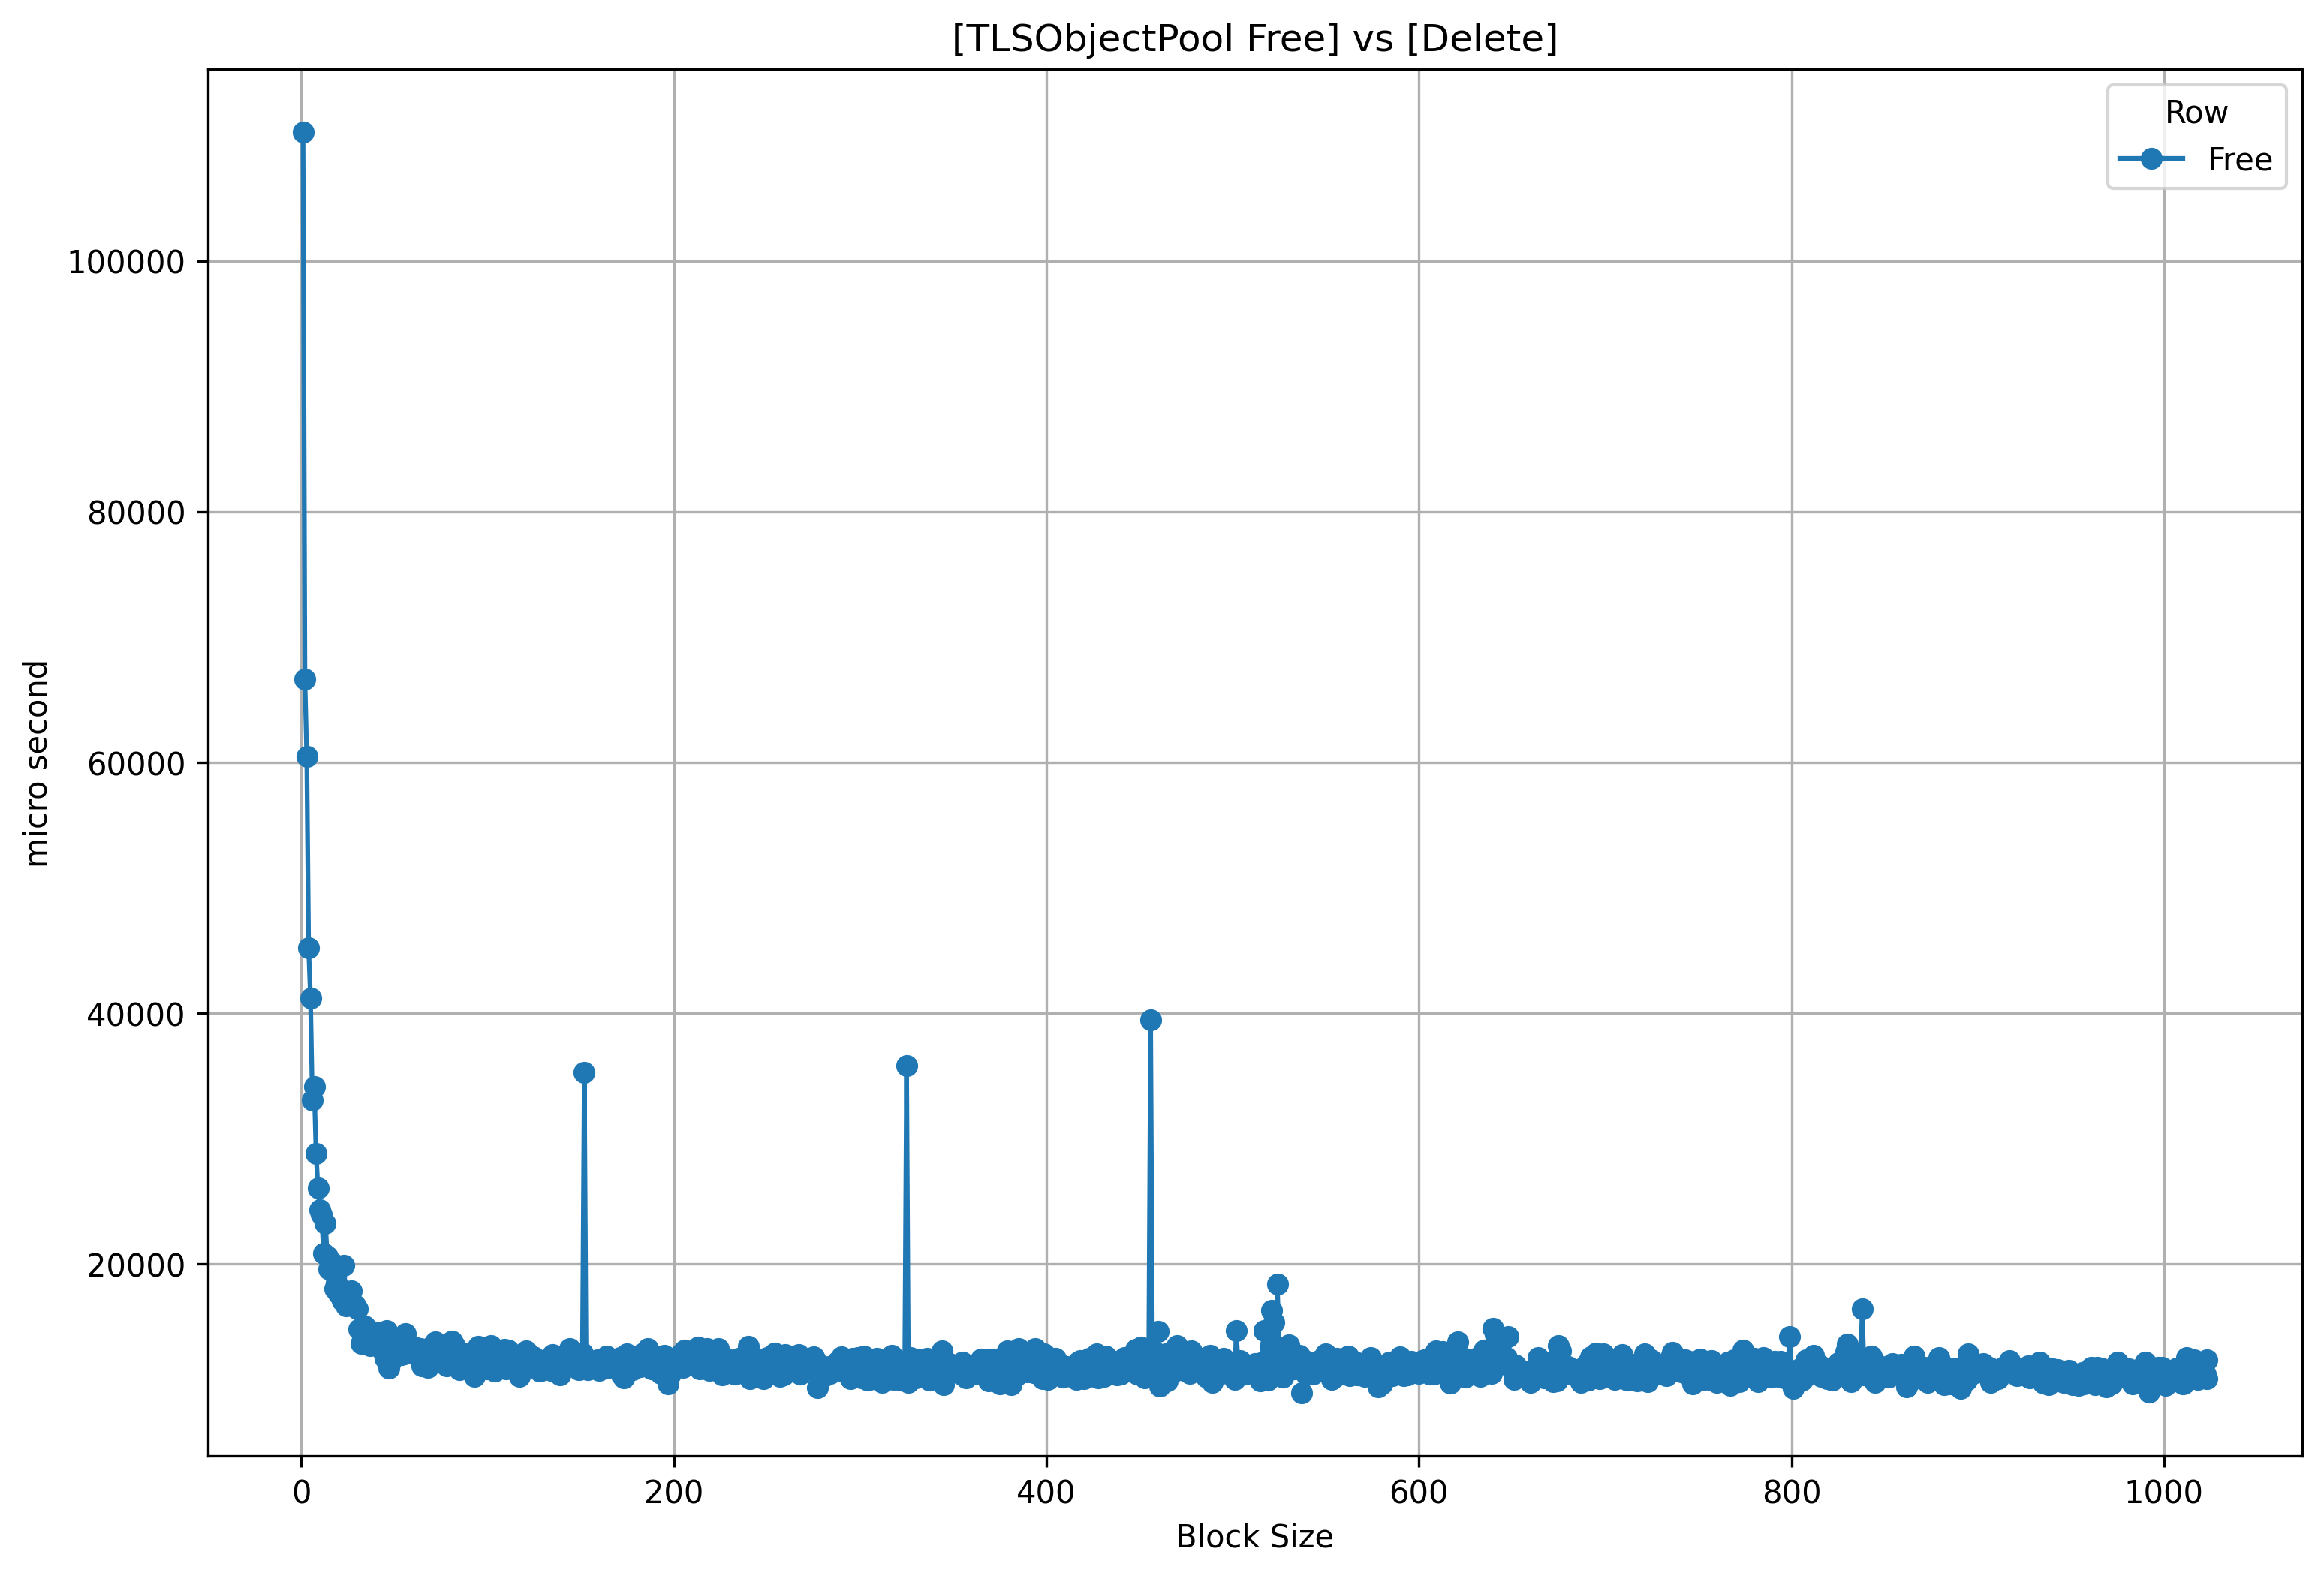 [TLSObjectPool Free] vs [Delete]
Row
Free
micro second
100000
80000
60000
40000
20000
0 200 400 600 800 1000
Block Size